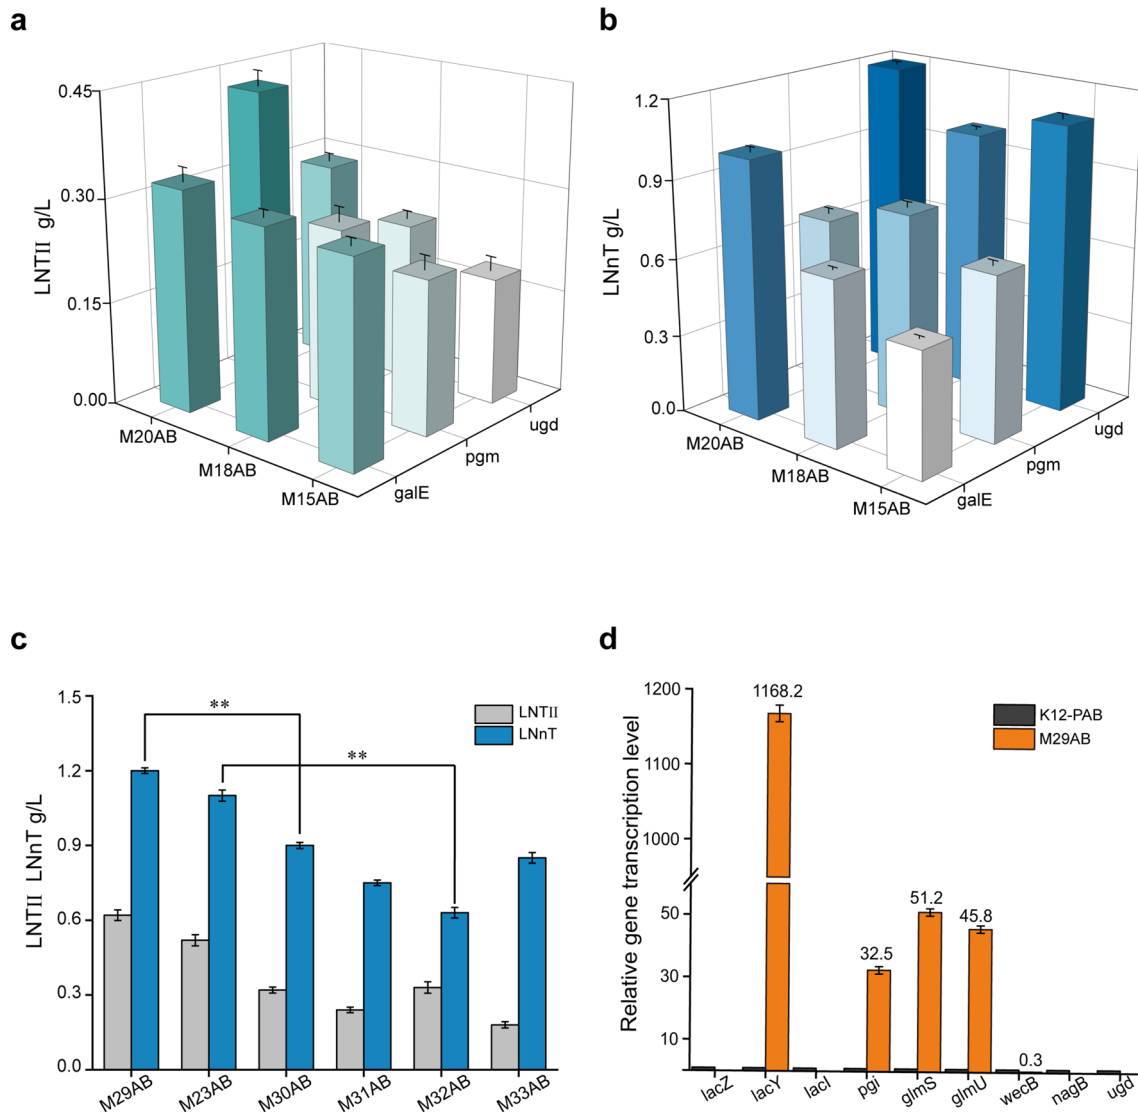 a
LNTII g/L
0.45
0.30
0.15
0.00
M20AB
M18AB
M15AB
galE
pgm
ugd
b
LNnT g/L
1.2
0.9
0.6
0.3
0.0
M20AB
M18AB
M15AB
galE
pgm
ugd
c
LNTII LNnT g/L
1.5
1.2
0.9
0.6
0.3
0.0
**
**
LNTII
LNnT
M29AB
M23AB
M30AB
M31AB
M32AB
M33AB
d
Relative gene transcription level
1200
1100
1000
50
30
10
1168.2
32.5
51.2
45.8
0.3
K12-PAB
M29AB
lacZ
lacY
lacI
pgi
glmS
glmU
wecB
nagB
ugd